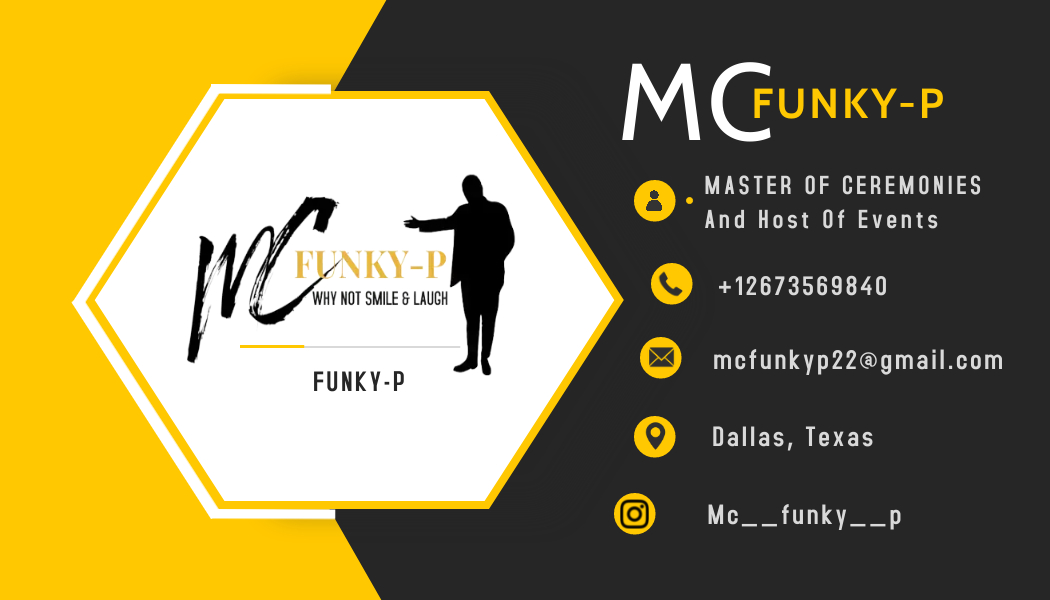 MC FUNKY-P
WHY NOT SMILE & LAUGH
FUNKY-P
MC FUNKY-P
MASTER OF CEREMONIES
And Host Of Events
+12673569840
mcfunkyp22@gmail.com
Dallas, Texas
Mc__funky__p